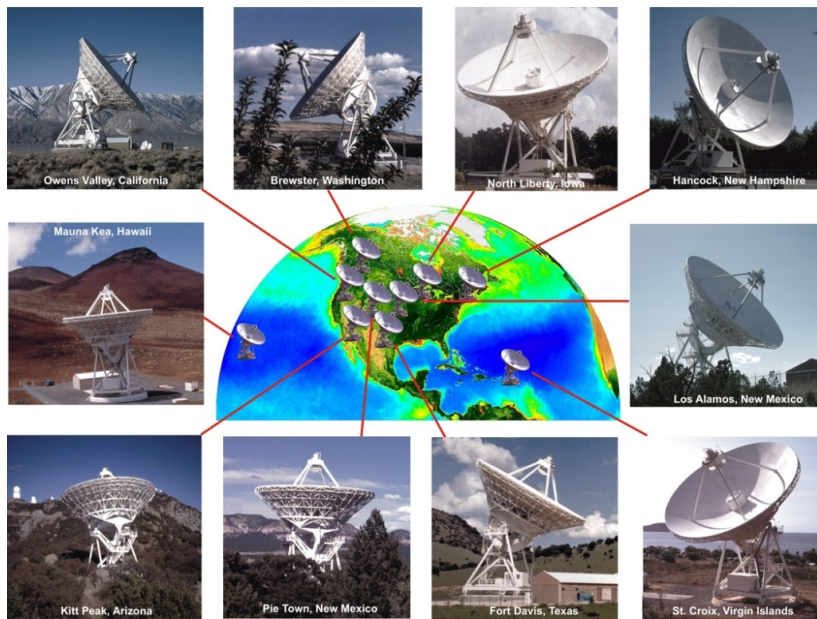 Owens Valley, California
Brewster, Washington
North Liberty, Iowa
Hancock, New Hampshire
Mauna Kea, Hawaii
Los Alamos, New Mexico
Kitt Peak, Arizona
Pie Town, New Mexico
Fort Davis, Texas
St. Croix, Virgin Islands